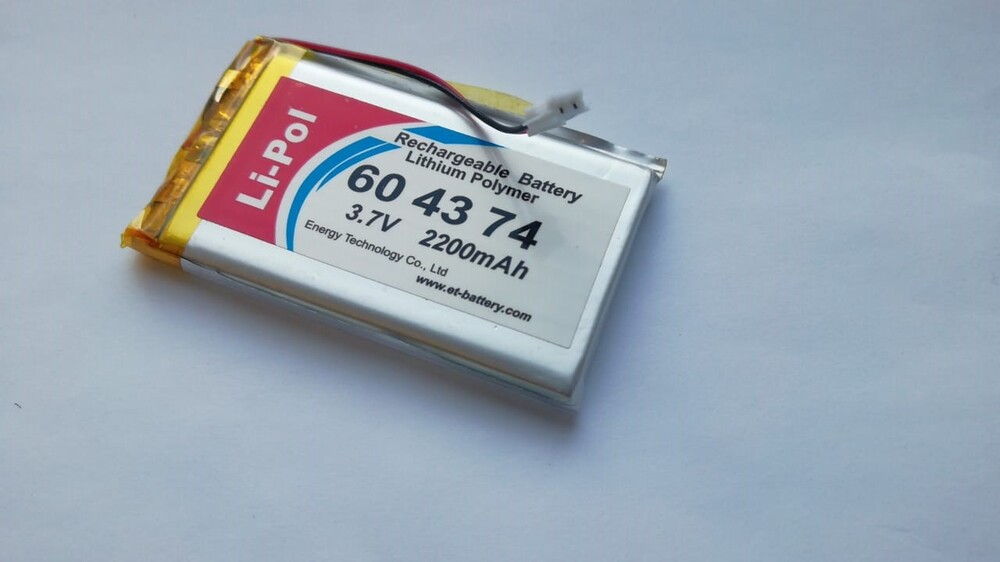 Li-Pol
Rechargeable Battery
Lithium Polymer
60 43 74
3.7V 2200mAh
Energy Technology Co., Ltd
www.et-battery.com